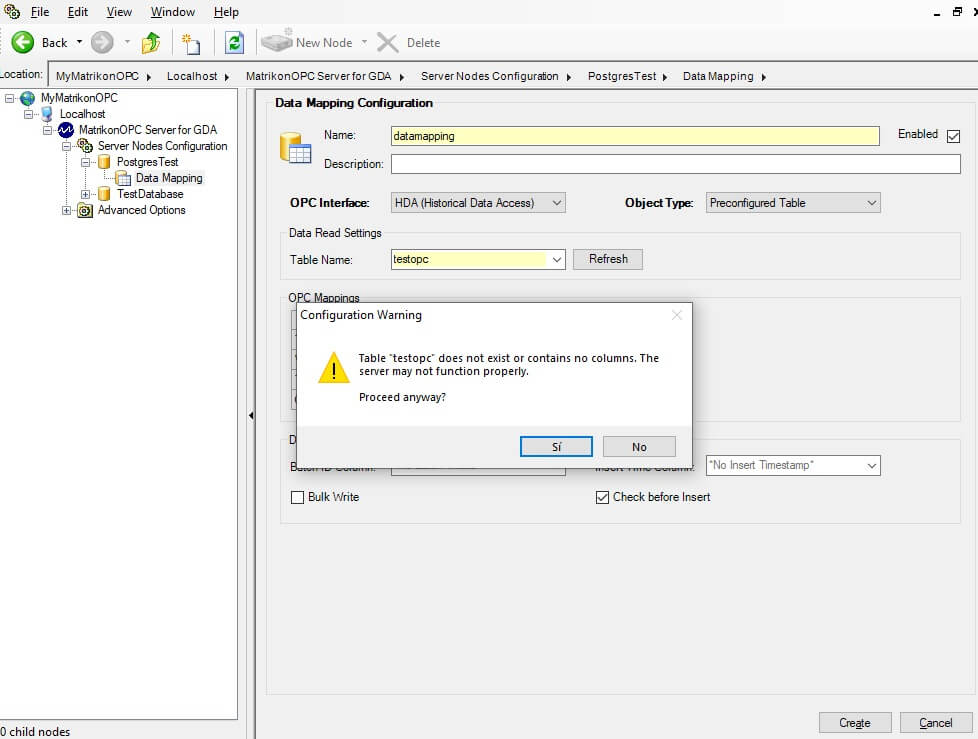 File Edit View Window Help
Back New Node Delete
Location: MyMatrikonOPC Localhost MatrikonOPC Server for GDA Server Nodes Configuration PostgresTest Data Mapping
MyMatrikonOPC
Localhost
MatrikonOPC Server for GDA
Server Nodes Configuration
PostgresTest
Data Mapping
TestDatabase
Advanced Options
Data Mapping Configuration
Name: datamapping Enabled
Description:
OPC Interface: HDA (Historical Data Access) Object Type: Preconfigured Table
Data Read Settings
Table Name: testopc Refresh
OPC Mappings
Configuration Warning
Table "testopc" does not exist or contains no columns. The
server may not function properly.
Proceed anyway?
Sí No
Batch ID Column: Insert Time Column: "No Insert Timestamp"
Bulk Write Check before Insert
Create Cancel
0 child nodes